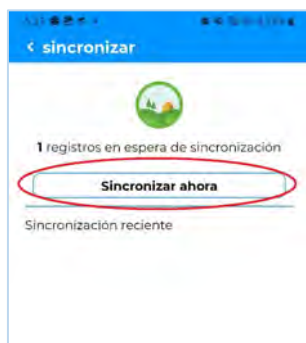 < sincronizar
1 registros en espera de sincronización
Sincronizar ahora
Sincronización reciente